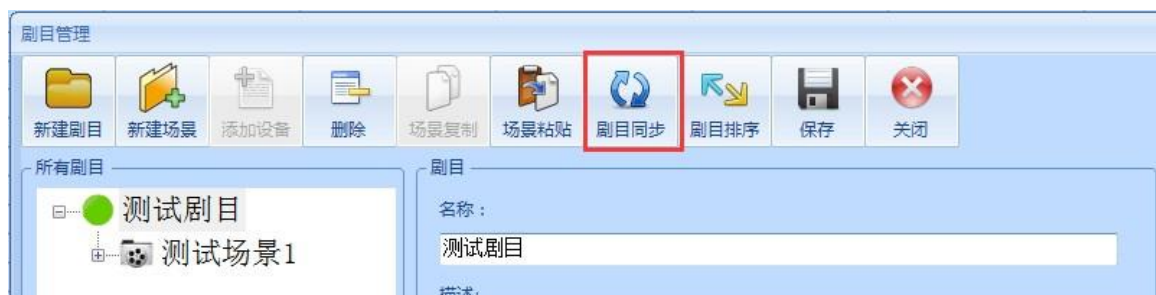 剧目管理
新建剧目 新建场景 添加设备 删除 场景复制 场景粘贴 剧目同步 剧目排序 保存 关闭
所有剧目
测试剧目
测试场景1
剧目
名称：
测试剧目
描述：